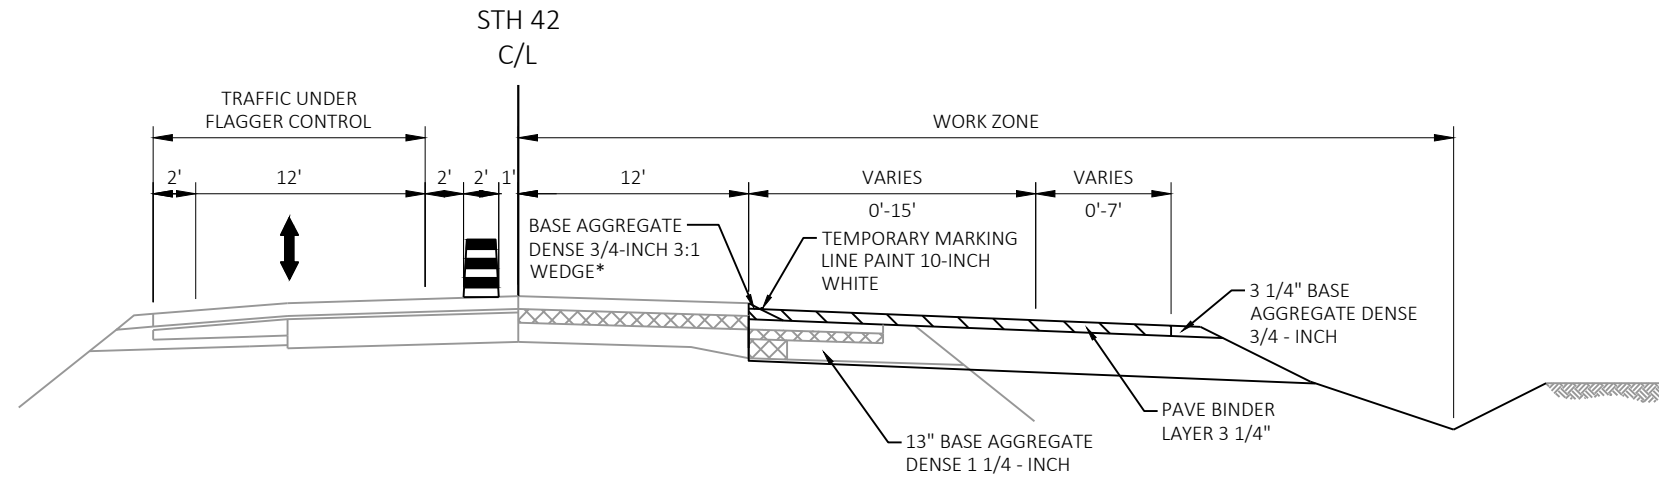 STH 42
C/L
TRAFFIC UNDER
FLAGGER CONTROL
WORK ZONE
2'
12'
2'
2'
1'
12'
VARIES
0'-15'
VARIES
0'-7'
BASE AGGREGATE
DENSE 3/4-INCH 3:1
WEDGE*
TEMPORARY MARKING
LINE PAINT 10-INCH
WHITE
3 1/4" BASE
AGGREGATE DENSE
3/4 - INCH
PAVE BINDER
LAYER 3 1/4"
13" BASE AGGREGATE
DENSE 1 1/4 - INCH